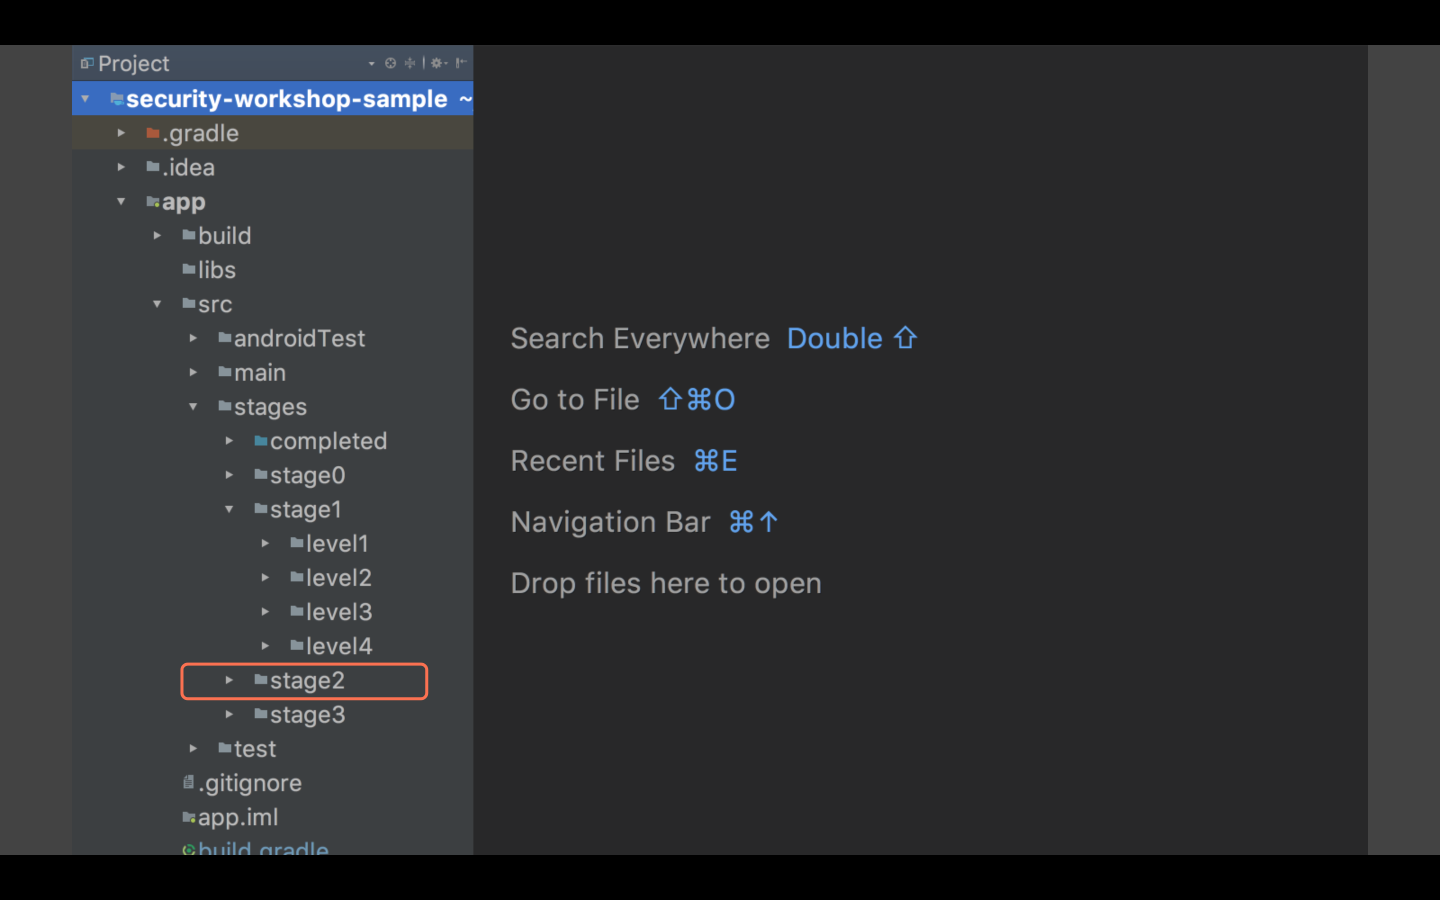 Project
security-workshop-sample ~
.gradle
.idea
app
build
libs
src
androidTest
main
stages
completed
stage0
stage1
level1
level2
level3
level4
stage2
stage3
test
.gitignore
app.iml
build.gradle
Search Everywhere Double ⇧
Go to File ⇧⌘O
Recent Files ⌘E
Navigation Bar ⌘↑
Drop files here to open